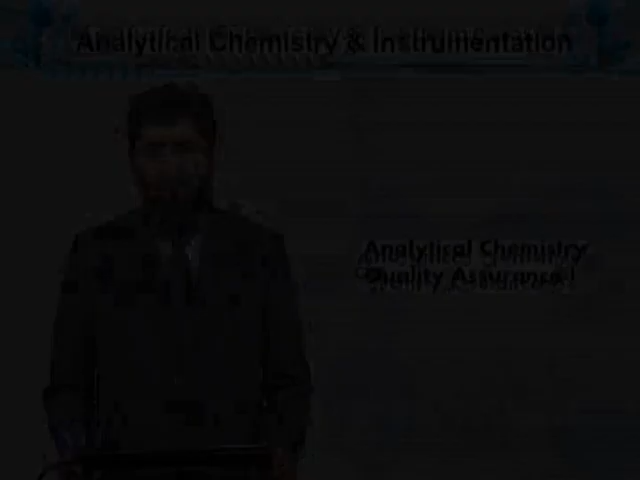 Analytical Chemistry & Instrumentation
Analytical Chemistry
Quality Assurance I